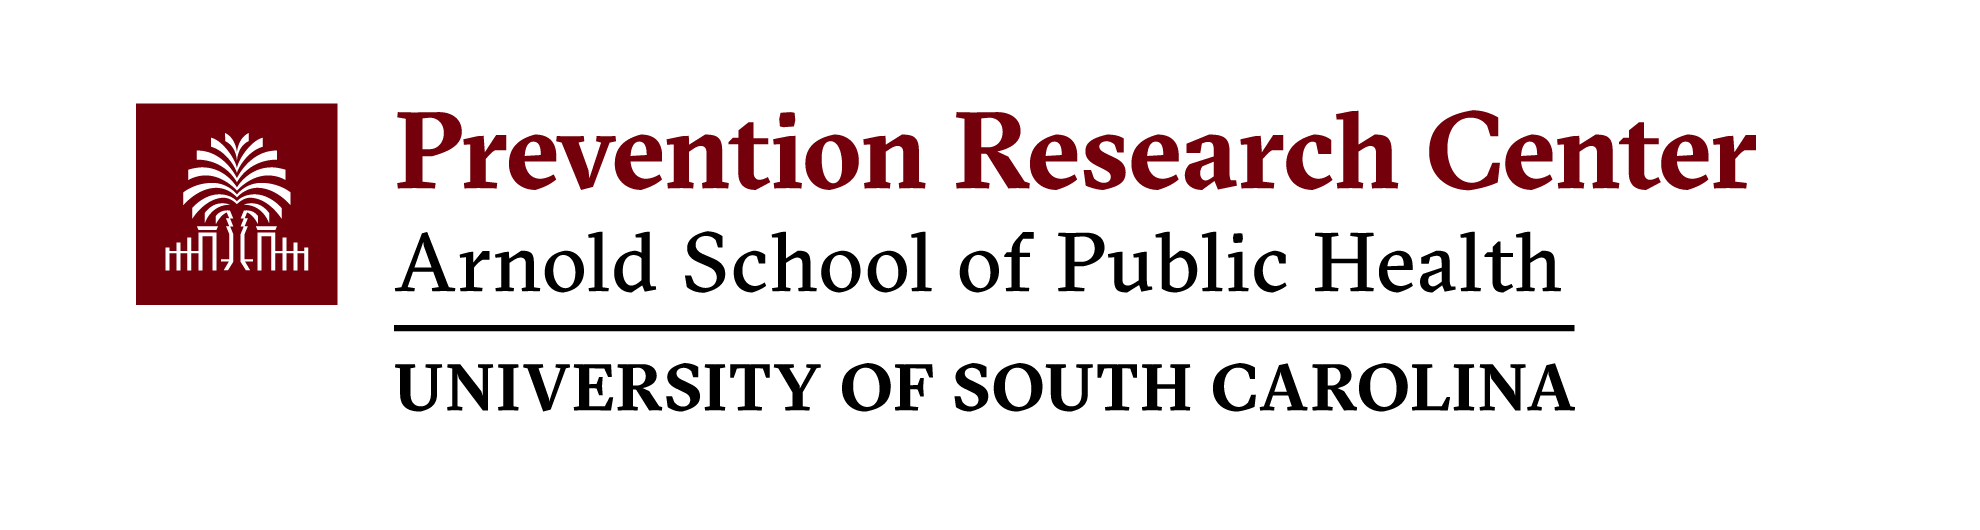 Prevention Research Center
Arnold School of Public Health
UNIVERSITY OF SOUTH CAROLINA